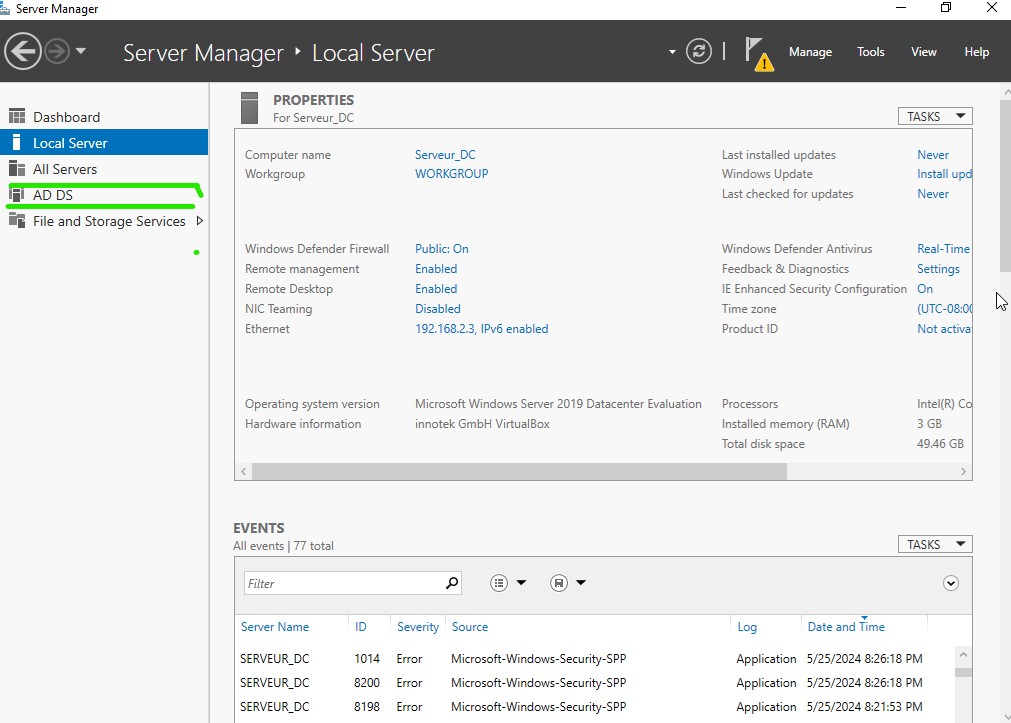 Server Manager
Server Manager ‣ Local Server
Manage Tools View Help
Dashboard
Local Server
All Servers
AD DS
File and Storage Services
PROPERTIES
For Serveur_DC
TASKS
Computer name Serveur_DC
Workgroup WORKGROUP
Last installed updates Never
Windows Update Install upd
Last checked for updates Never
Windows Defender Firewall Public: On
Remote management Enabled
Remote Desktop Enabled
NIC Teaming Disabled
Ethernet 192.168.2.3, IPv6 enabled
Windows Defender Antivirus Real-Time
Feedback & Diagnostics Settings
IE Enhanced Security Configuration On
Time zone (UTC-08:00
Product ID Not activa
Operating system version Microsoft Windows Server 2019 Datacenter Evaluation
Hardware information innotek GmbH VirtualBox
Processors Intel(R) Co
Installed memory (RAM) 3 GB
Total disk space 49.46 GB
EVENTS
All events | 77 total
TASKS
Filter
Server Name ID Severity Source Log Date and Time
SERVEUR_DC 1014 Error Microsoft-Windows-Security-SPP Application 5/25/2024 8:26:18 PM
SERVEUR_DC 8200 Error Microsoft-Windows-Security-SPP Application 5/25/2024 8:26:18 PM
SERVEUR_DC 8198 Error Microsoft-Windows-Security-SPP Application 5/25/2024 8:21:53 PM